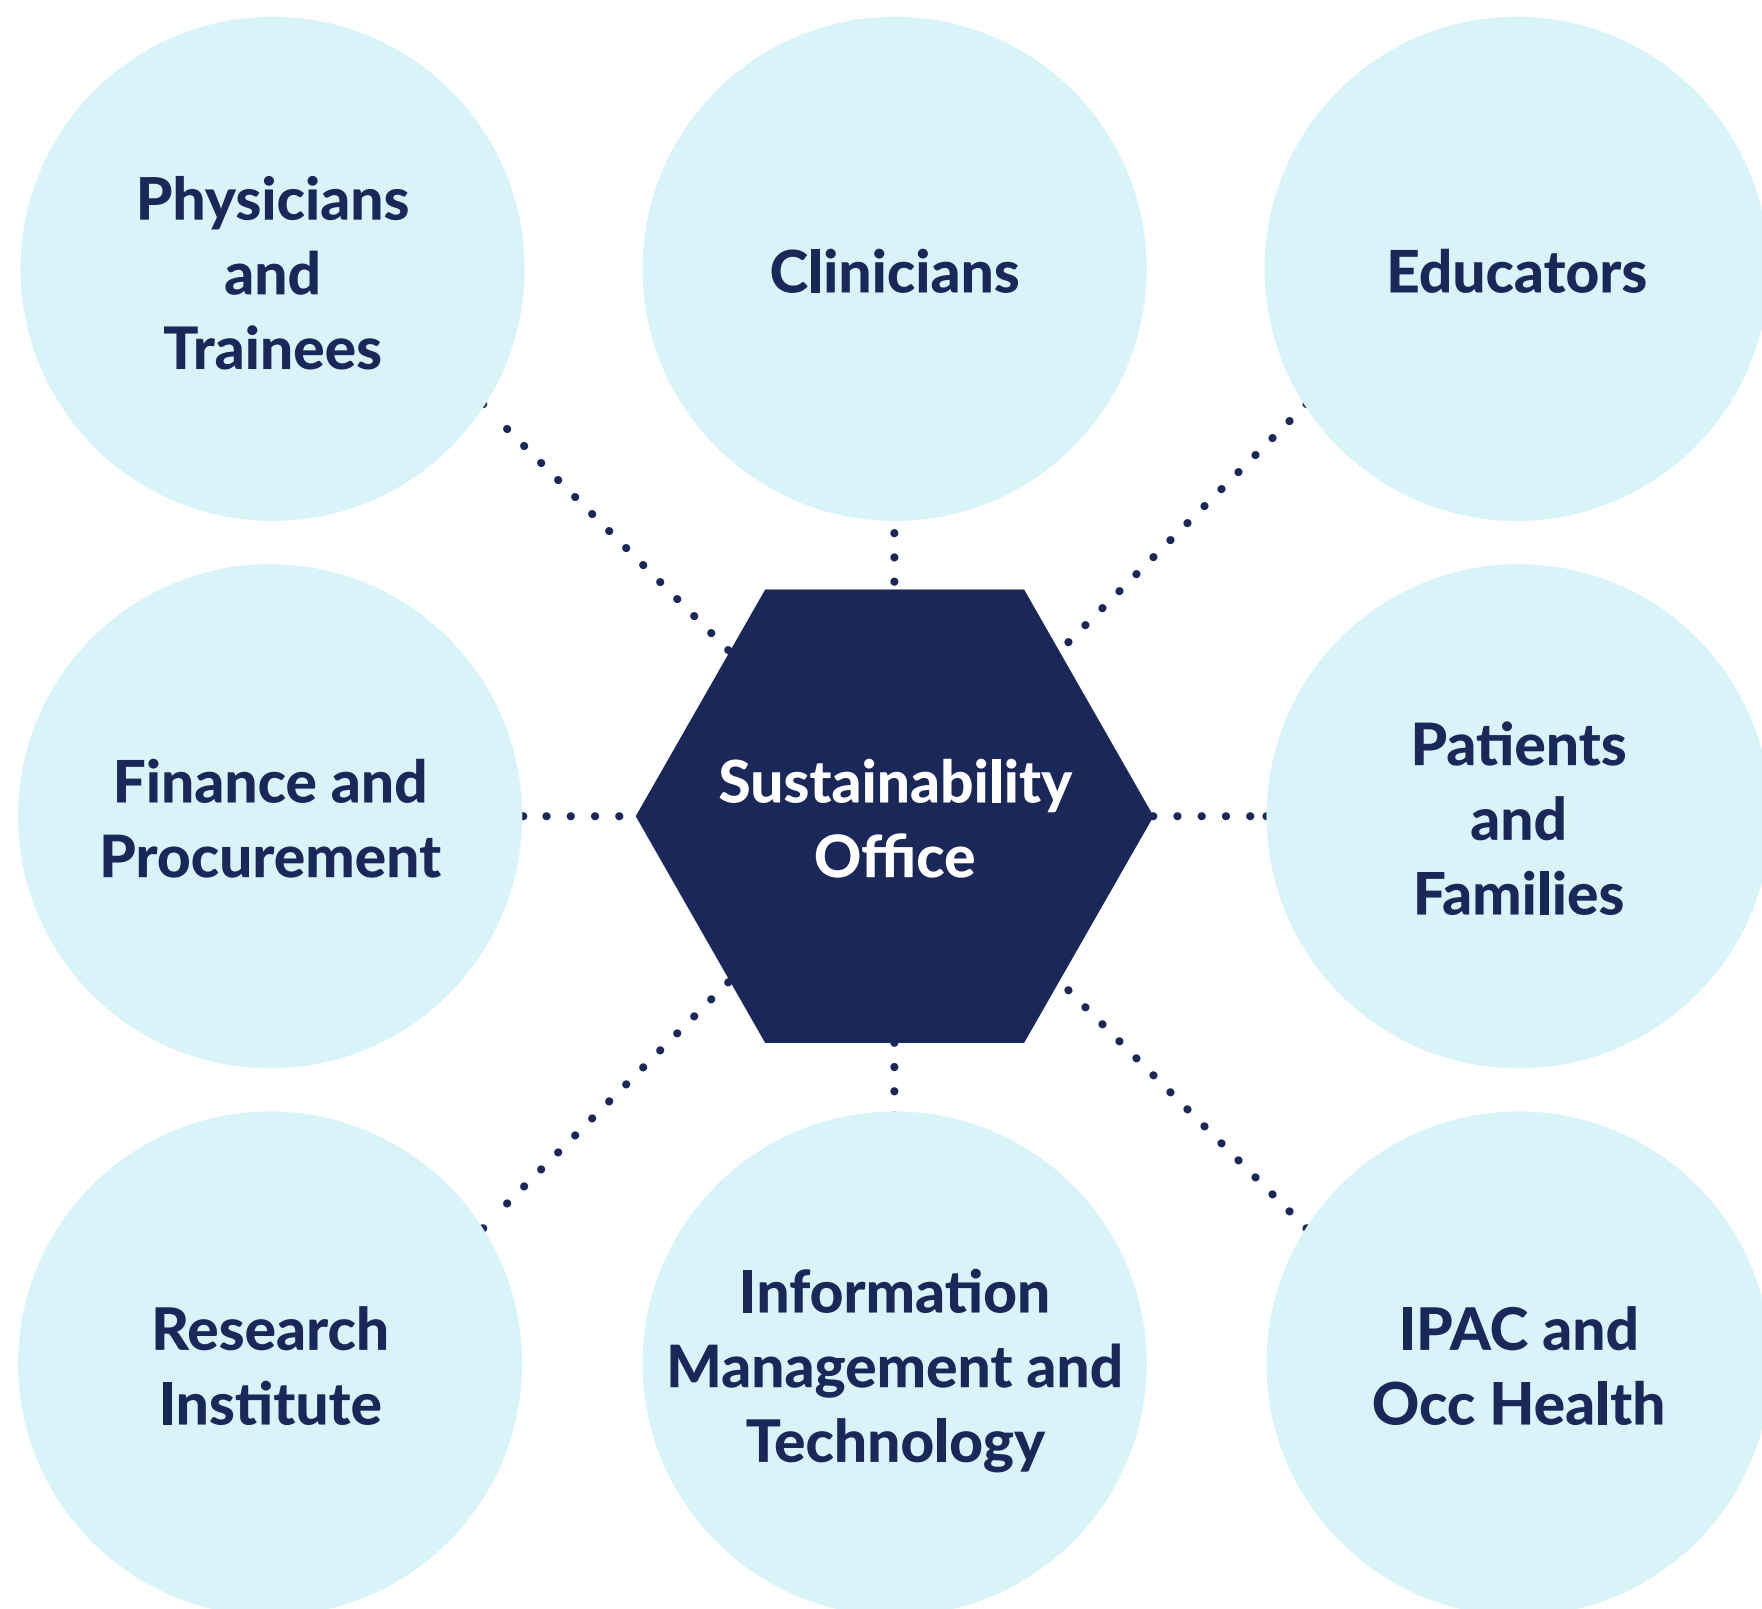 Physicians
and
Trainees
Clinicians
Educators
Finance and
Procurement
Sustainability
Office
Patients
and
Families
Research
Institute
Information
Management and
Technology
IPAC and
Occ Health